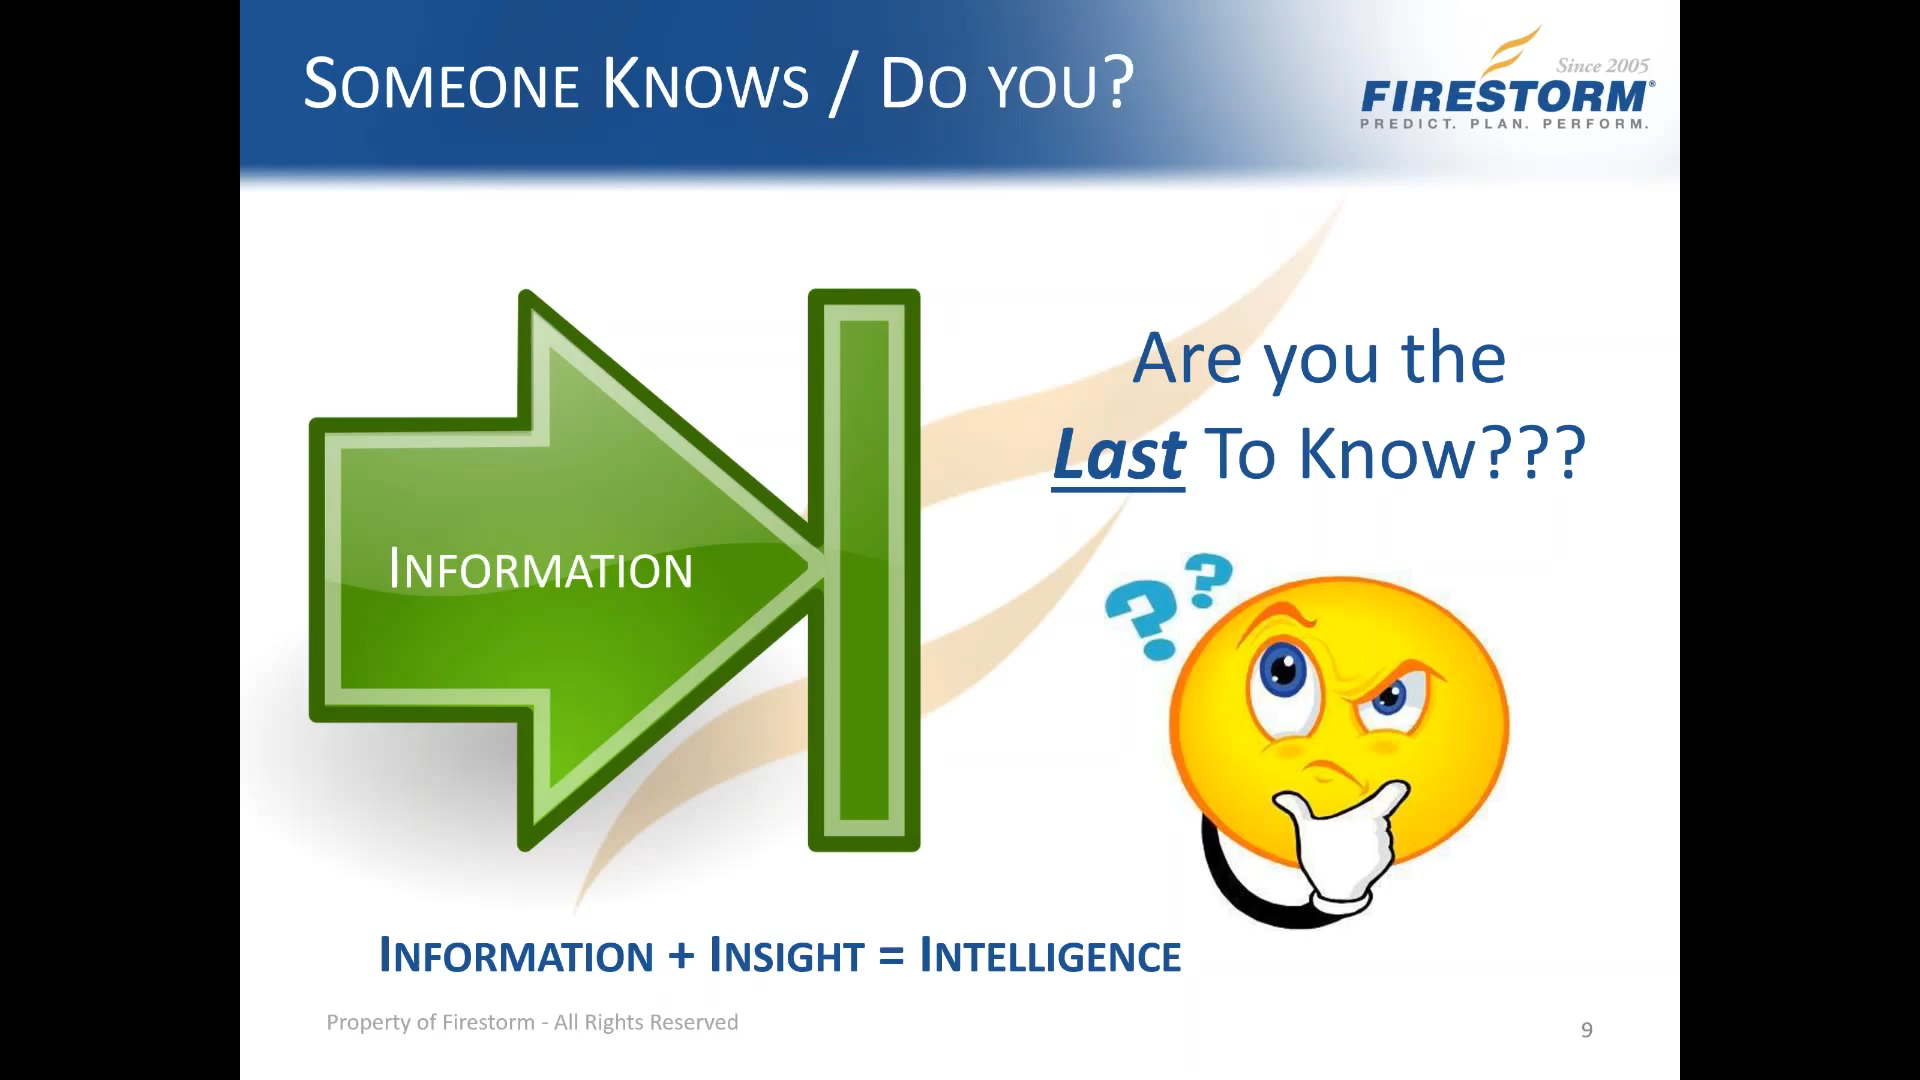 Someone Knows / Do you?
Since 2005
FIRESTORM®
PREDICT. PLAN. PERFORM.
Are you the
Last To Know???
Information
? ?
Information + Insight = Intelligence
Property of Firestorm - All Rights Reserved
9